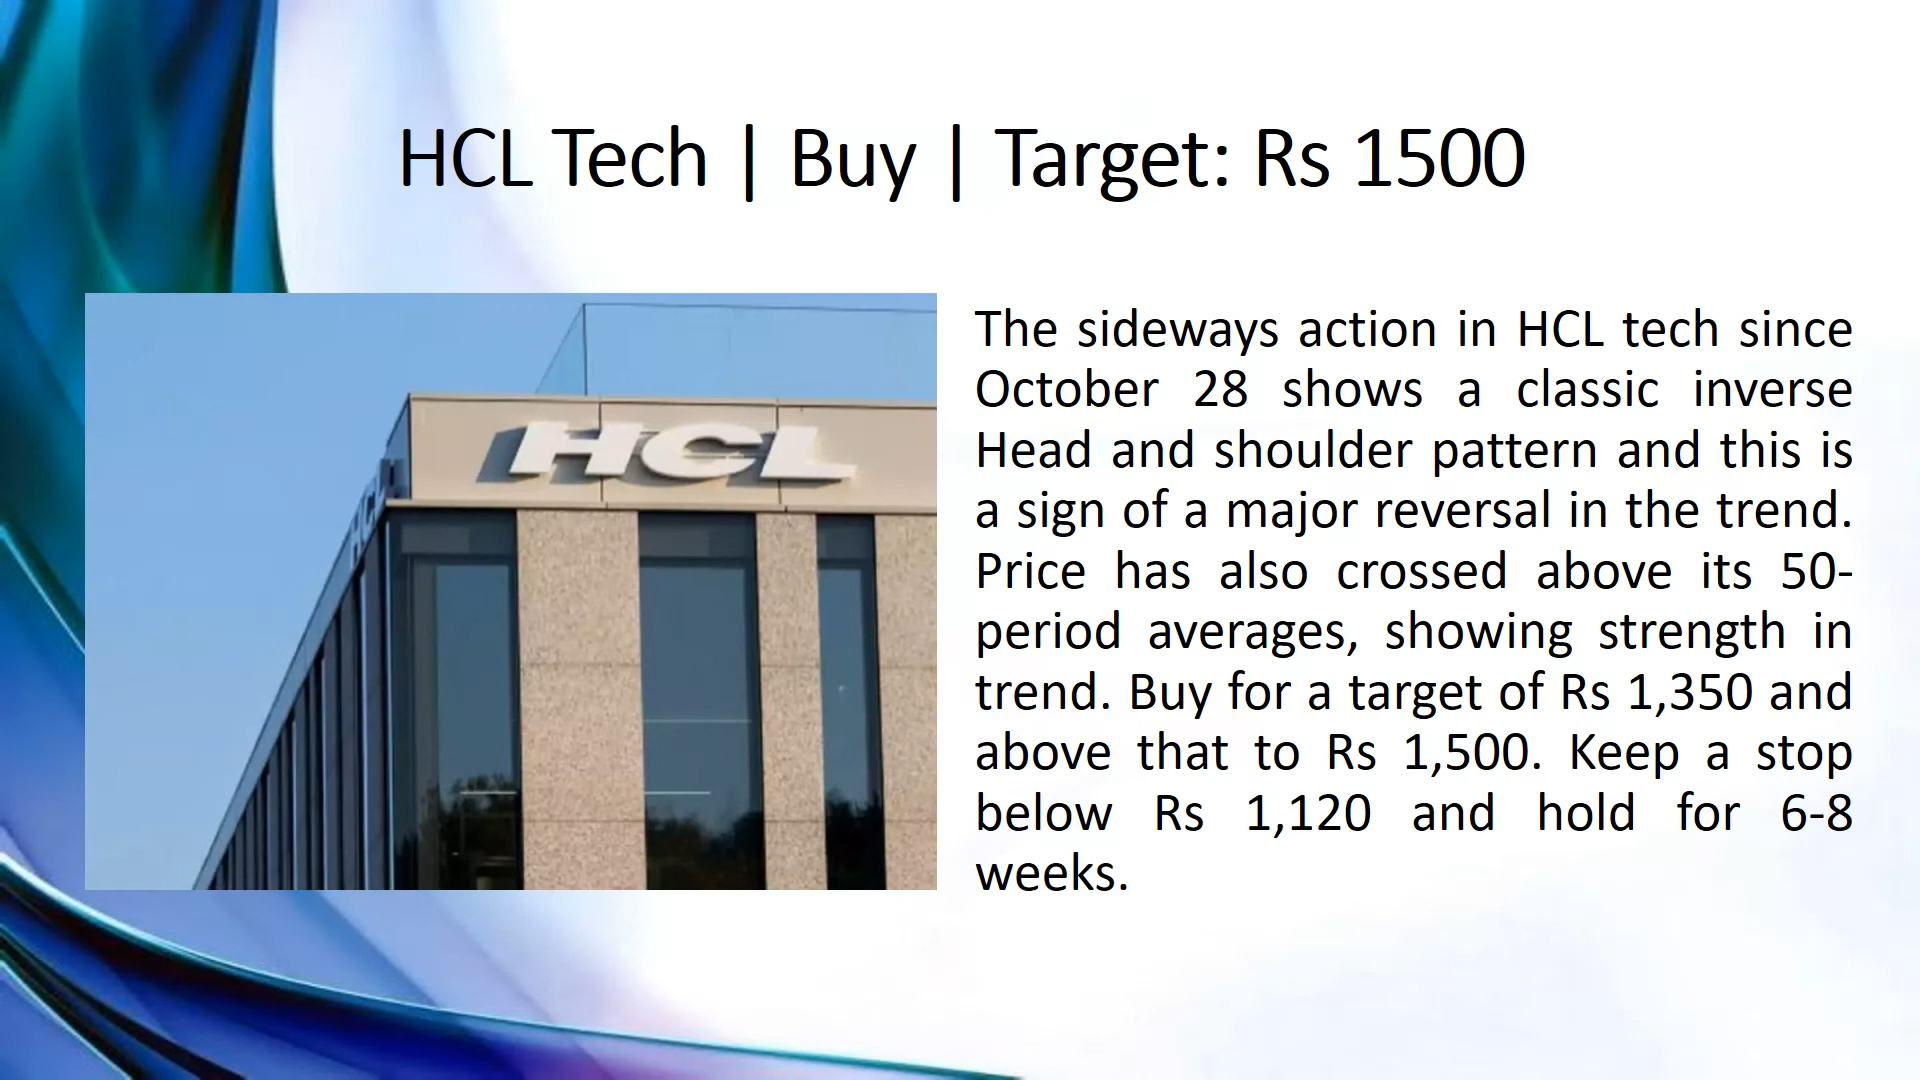 HCL Tech | Buy | Target: Rs 1500
HCL
HCL
The sideways action in HCL tech since
October 28 shows a classic inverse
Head and shoulder pattern and this is
a sign of a major reversal in the trend.
Price has also crossed above its 50-
period averages, showing strength in
trend. Buy for a target of Rs 1,350 and
above that to Rs 1,500. Keep a stop
below Rs 1,120 and hold for 6-8
weeks.